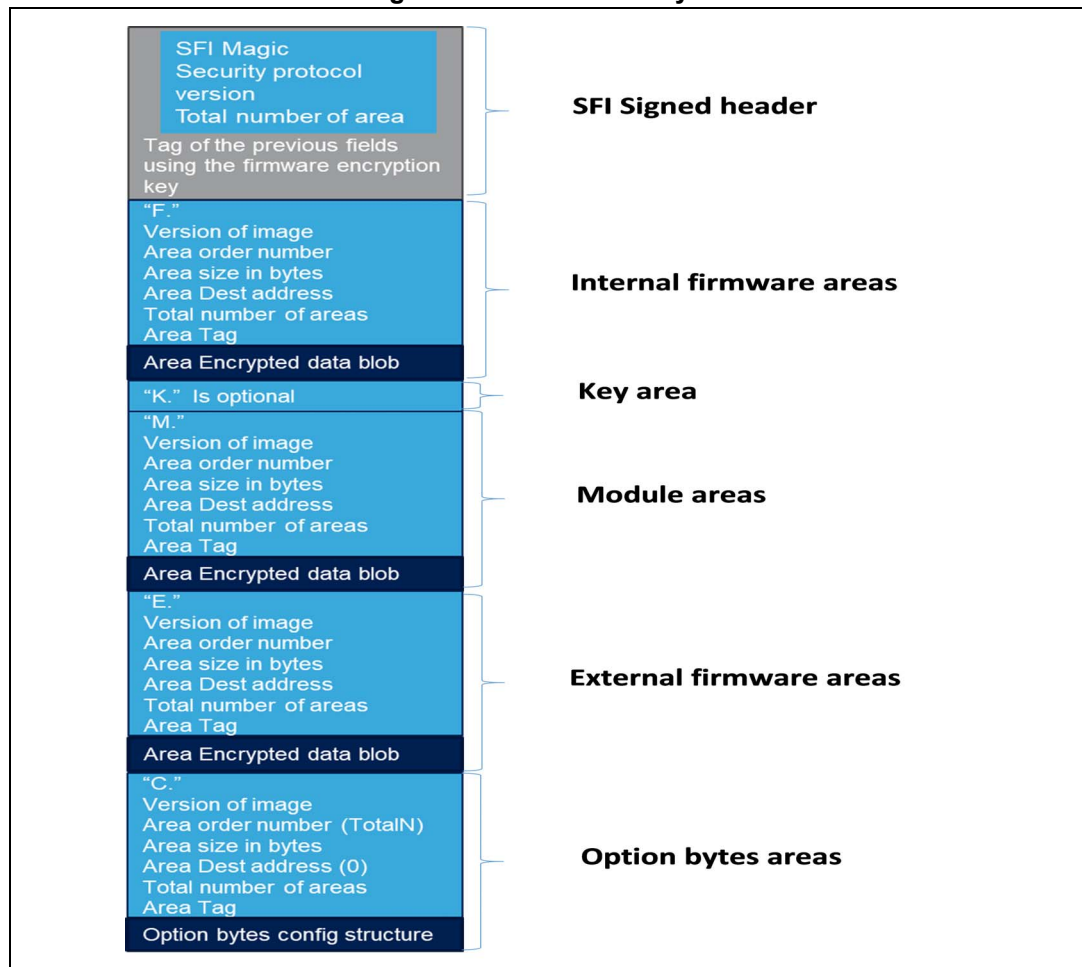 SFI Magic
Security protocol
version
Total number of area
Tag of the previous fields
using the firmware encryption
key
SFI Signed header
“F.”
Version of image
Area order number
Area size in bytes
Area Dest address
Total number of areas
Area Tag
Area Encrypted data blob
Internal firmware areas
“K.” Is optional
Key area
“M.”
Version of image
Area order number
Area size in bytes
Area Dest address
Total number of areas
Area Tag
Area Encrypted data blob
Module areas
“E.”
Version of image
Area order number
Area size in bytes
Area Dest address
Total number of areas
Area Tag
Area Encrypted data blob
External firmware areas
“C.”
Version of image
Area order number (TotalN)
Area size in bytes
Area Dest address (0)
Total number of areas
Area Tag
Option bytes config structure
Option bytes areas